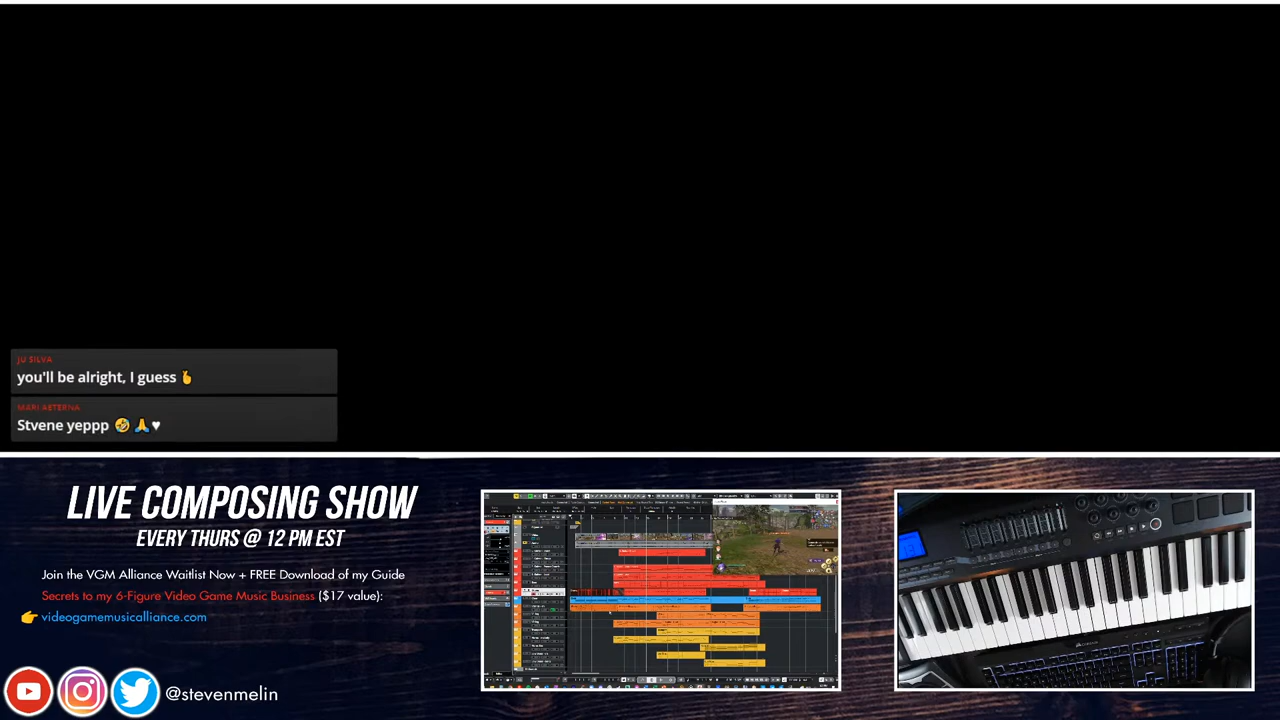 JU SILVA
you'll be alright, I guess 🫰
MARI AETERNA
Stvene yeppp 🤣 🙏♥
LIVE COMPOSING SHOW
EVERY THURS @ 12 PM EST
Join the VGM Alliance Waitlist Now + FREE Download of my Guide
Secrets to my 6-Figure Video Game Music Business ($17 value):
👉 videogamemusicalliance.com
@stevenmelin